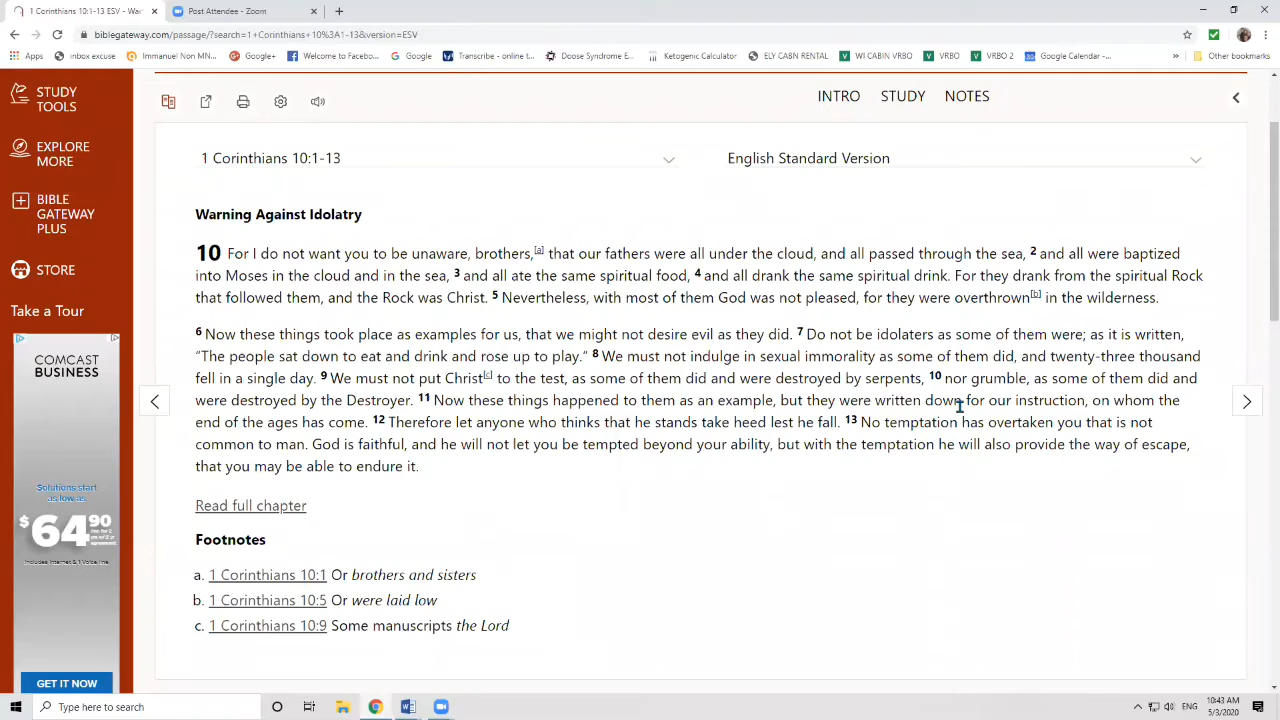 1 Corinthians 10:1-13 ESV - Wa
Post Attendee - Zoom
biblegateway.com/passage/?search=1+Corinthians+10%3A1-13&version=ESV
Apps inbox excuse Immanuel Non MN... Google+ Welcome to Facebo... Google Transcribe - online t... Doose Syndrome E... Ketogenic Calculator ELY CABN RENTAL WI CABIN VRBO VRBO VRBO 2 Google Calendar -... » Other bookmarks
STUDY TOOLS
EXPLORE MORE
BIBLE GATEWAY PLUS
STORE
Take a Tour
COMCAST BUSINESS
Solutions start
as low as
$64.90
GET IT NOW
INTRO STUDY NOTES
1 Corinthians 10:1-13
English Standard Version
Warning Against Idolatry
10 For I do not want you to be unaware, brothers,[a] that our fathers were all under the cloud, and all passed through the sea, 2 and all were baptized
into Moses in the cloud and in the sea, 3 and all ate the same spiritual food, 4 and all drank the same spiritual drink. For they drank from the spiritual Rock
that followed them, and the Rock was Christ. 5 Nevertheless, with most of them God was not pleased, for they were overthrown[b] in the wilderness.
6 Now these things took place as examples for us, that we might not desire evil as they did. 7 Do not be idolaters as some of them were; as it is written,
“The people sat down to eat and drink and rose up to play.” 8 We must not indulge in sexual immorality as some of them did, and twenty-three thousand
fell in a single day. 9 We must not put Christ[c] to the test, as some of them did and were destroyed by serpents, 10 nor grumble, as some of them did and
were destroyed by the Destroyer. 11 Now these things happened to them as an example, but they were written down for our instruction, on whom the
end of the ages has come. 12 Therefore let anyone who thinks that he stands take heed lest he fall. 13 No temptation has overtaken you that is not
common to man. God is faithful, and he will not let you be tempted beyond your ability, but with the temptation he will also provide the way of escape,
that you may be able to endure it.
Read full chapter
Footnotes
a. 1 Corinthians 10:1 Or brothers and sisters
b. 1 Corinthians 10:5 Or were laid low
c. 1 Corinthians 10:9 Some manuscripts the Lord
Type here to search
ENG
10:43 AM
5/3/2020